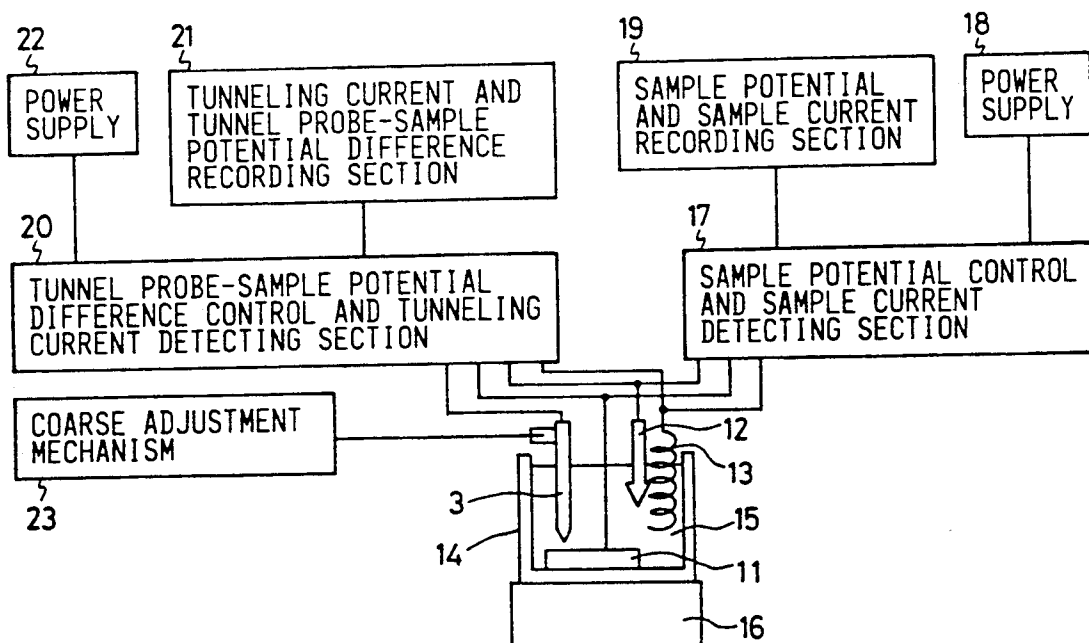 22
POWER
SUPPLY
21
TUNNELING CURRENT AND
TUNNEL PROBE-SAMPLE
POTENTIAL DIFFERENCE
RECORDING SECTION
19
SAMPLE POTENTIAL
AND SAMPLE CURRENT
RECORDING SECTION
18
POWER
SUPPLY
20
TUNNEL PROBE-SAMPLE POTENTIAL
DIFFERENCE CONTROL AND TUNNELING
CURRENT DETECTING SECTION
17
SAMPLE POTENTIAL CONTROL
AND SAMPLE CURRENT
DETECTING SECTION
COARSE ADJUSTMENT
MECHANISM
23
12
13
3
15
14
11
16